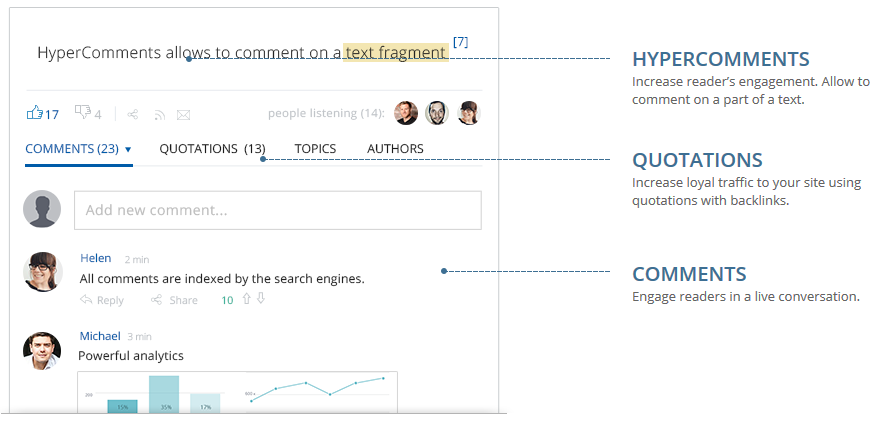 HyperComments allows to comment on a text fragment [7]
17 4 people listening (14):
COMMENTS (23) ▾ QUOTATIONS (13) TOPICS AUTHORS
Add new comment...
Helen 2 min
All comments are indexed by the search engines.
Reply Share 10
Michael 3 min
Powerful analytics
15% 35% 17%
HYPERCOMMENTS
Increase reader’s engagement. Allow to
comment on a part of a text.
QUOTATIONS
Increase loyal traffic to your site using
quotations with backlinks.
COMMENTS
Engage readers in a live conversation.